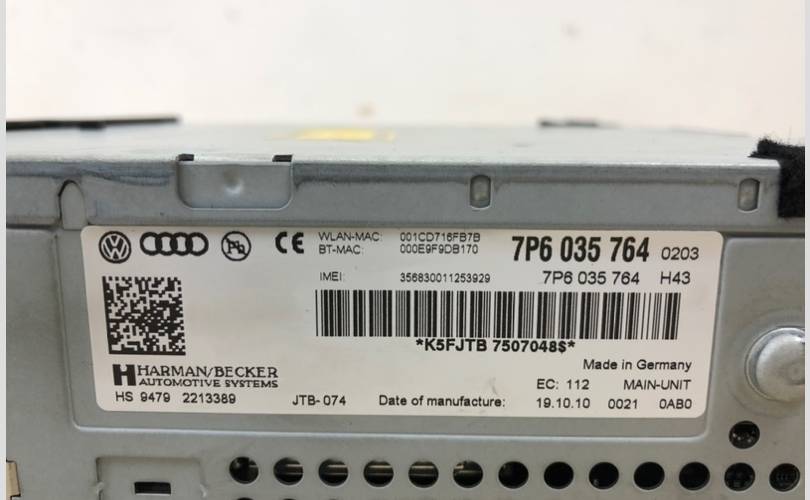 WLAN-MAC: 001CD716FB7B
BT-MAC: 000E9F9DB170
7P6 035 764 0203
IMEI: 356830011253929
7P6 035 764 H43
*K5FJTB 7507048$*
Made in Germany
HARMAN/BECKER
AUTOMOTIVE SYSTEMS
EC: 112 MAIN-UNIT
HS 9479 2213389 JTB-074 Date of manufacture: 19.10.10 0021 0AB0